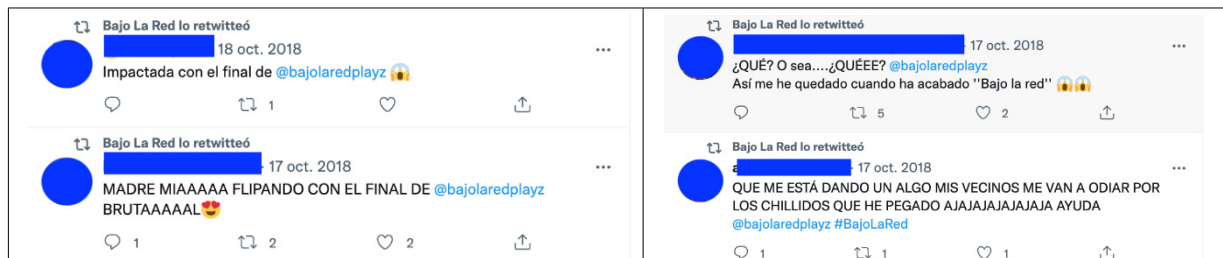 Bajo La Red lo retwitteó
18 oct. 2018
Impactada con el final de @bajolaredplayz 😱
1
Bajo La Red lo retwitteó
· 17 oct. 2018
MADRE MIAAAAA FLIPANDO CON EL FINAL DE @bajolaredplayz
BRUTAAAAAL😍
1 2 2
Bajo La Red lo retwitteó
· 17 oct. 2018
¿QUÉ? O sea....¿QUÉEE? @bajolaredplayz
Así me he quedado cuando ha acabado ''Bajo la red'' 😱😱
5 2
Bajo La Red lo retwitteó
a · 17 oct. 2018
QUE ME ESTÁ DANDO UN ALGO MIS VECINOS ME VAN A ODIAR POR
LOS CHILLIDOS QUE HE PEGADO AJAJAJAJAJAJAJA AYUDA
@bajolaredplayz #BajoLaRed
1 1 1